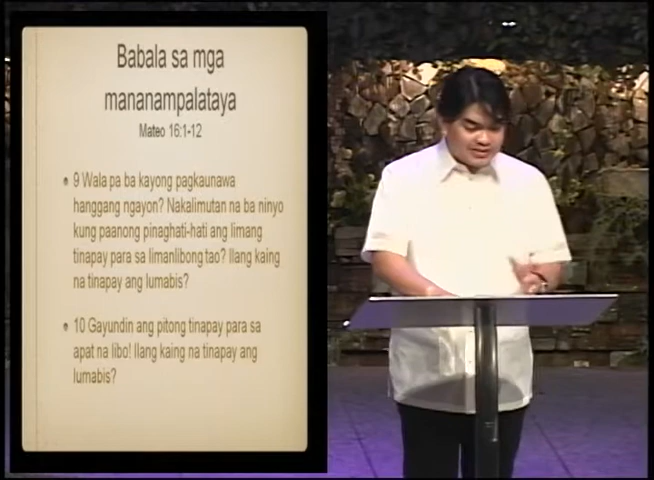 Babala sa mga
mananampalataya
Mateo 16:1-12
• 9 Wala pa ba kayong pagkaunawa
hanggang ngayon? Nakalimutan na ba ninyo
kung paanong pinaghati-hati ang limang
tinapay para sa limanlibong tao? Ilang kaing
na tinapay ang lumabis?
• 10 Gayundin ang pitong tinapay para sa
apat na libo! Ilang kaing na tinapay ang
lumabis?